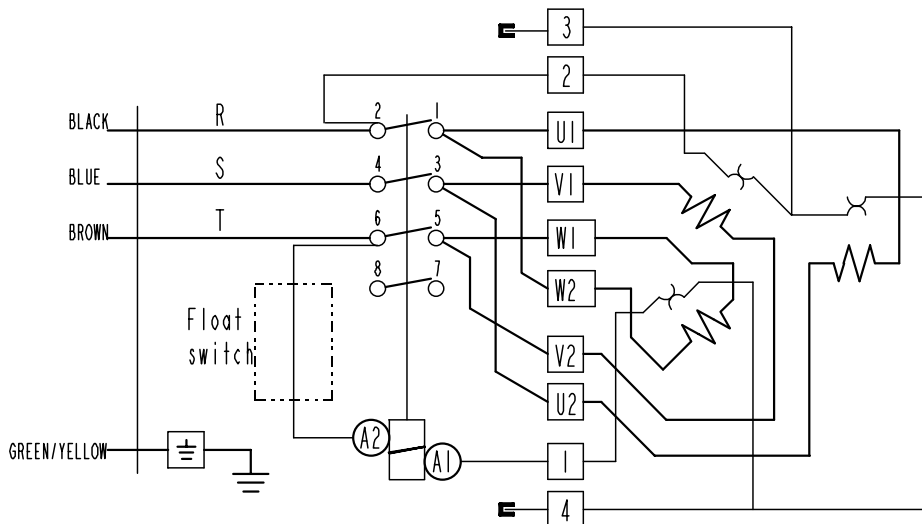 3
2
BLACK R 2 1 U1
BLUE S 4 3 V1
BROWN T 6 5 W1
8 7 W2
Float
switch
V2
U2
A2
A1 1
GREEN/YELLOW
4